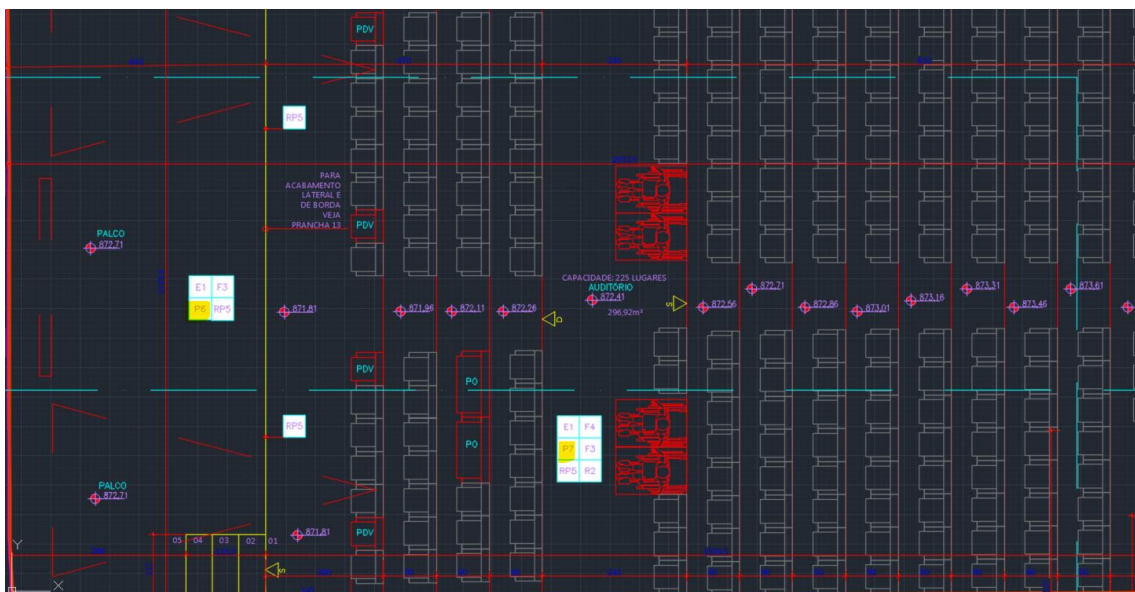 PDV
RP5
PARA
ACABAMENTO
LATERAL E
DE BORDA
VEJA
PRANCHA 13
PDV
PALCO
872,71
CAPACIDADE: 225 LUGARES
AUDITÓRIO
872,41
296,92m²
E1 F3
P6 RP5
871,81
871,96
872,11
872,26
S
872,56
872,71
872,86
873,01
873,16
873,31
873,46
873,61
D
PDV
PO
RP5
PO
E1 F4
P7 F3
RP5 R2
PALCO
872,71
PDV
871,81
05 04 03 02 01
S
Y
X